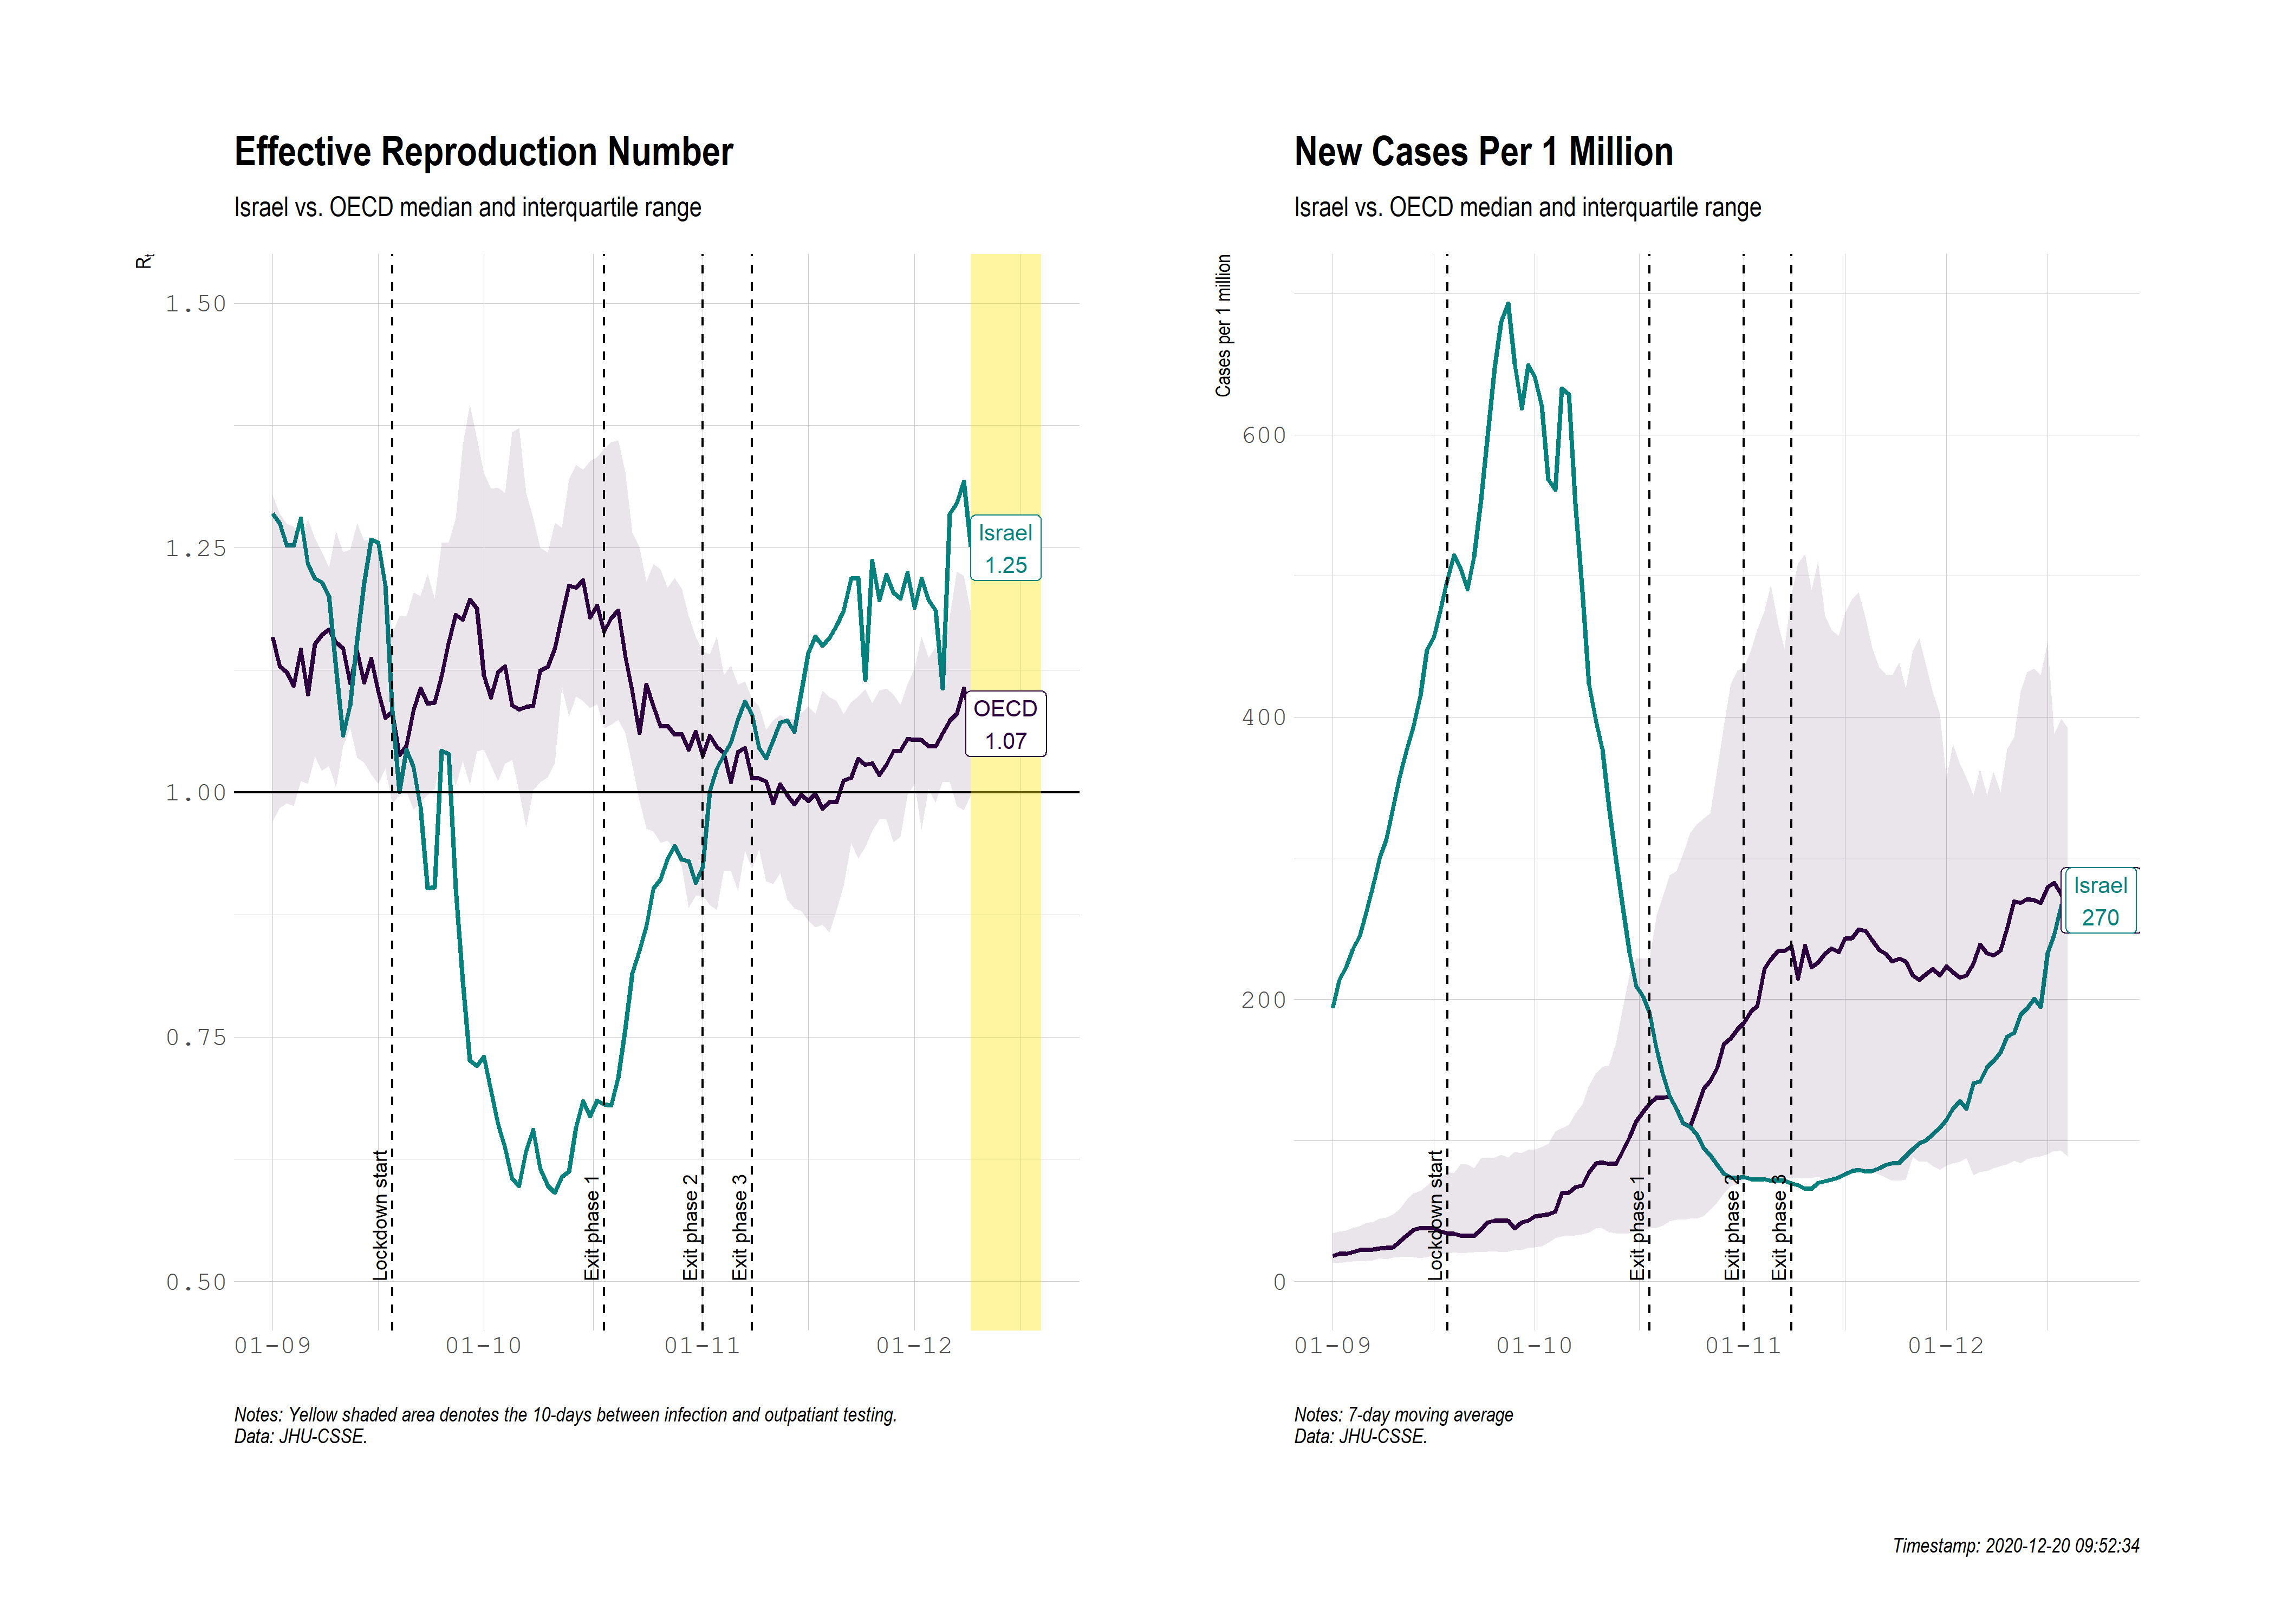 Effective Reproduction Number
Israel vs. OECD median and interquartile range
Rt
1.50
1.25
1.00
0.75
0.50
Lockdown start
Exit phase 1
Exit phase 2
Exit phase 3
Israel
1.25
OECD
1.07
01-09
01-10
01-11
01-12
Notes: Yellow shaded area denotes the 10-days between infection and outpatiant testing.
Data: JHU-CSSE.
New Cases Per 1 Million
Israel vs. OECD median and interquartile range
Cases per 1 million
600
400
200
0
Lockdown start
Exit phase 1
Exit phase 2
Exit phase 3
Israel
270
01-09
01-10
01-11
01-12
Notes: 7-day moving average
Data: JHU-CSSE.
Timestamp: 2020-12-20 09:52:34